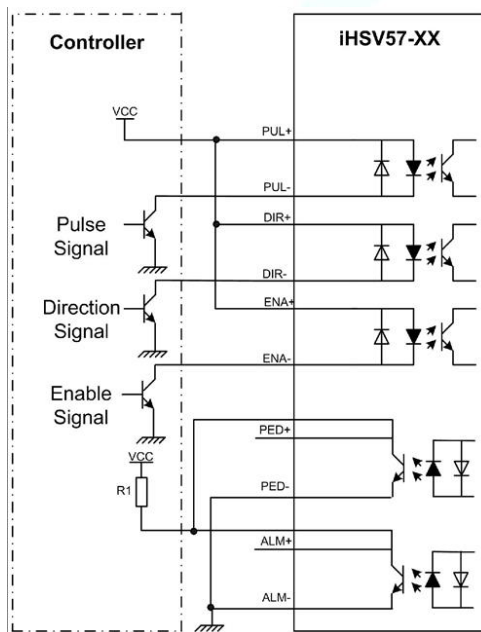 Controller
iHSV57-XX
VCC
PUL+
PUL-
Pulse
Signal
DIR+
DIR-
Direction
Signal
ENA+
ENA-
Enable
Signal
PED+
VCC
R1
PED-
ALM+
ALM-